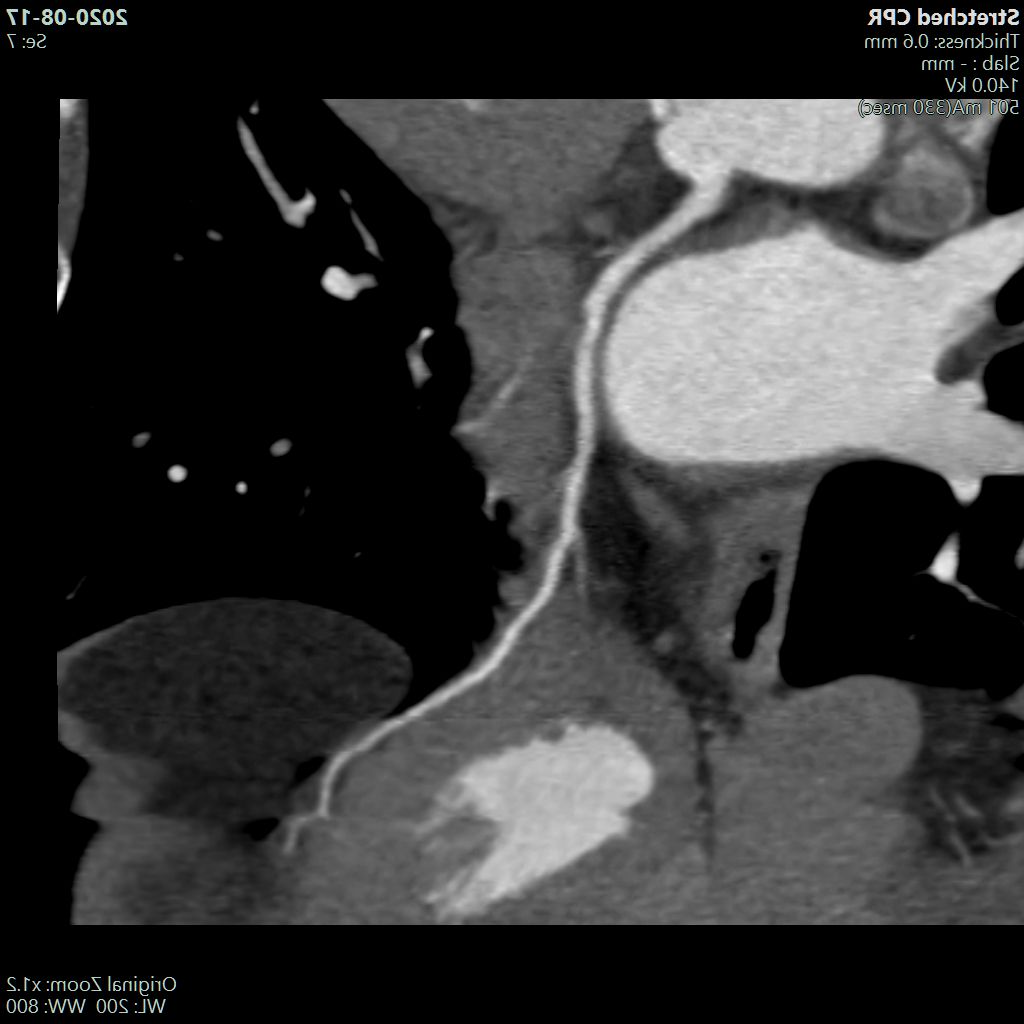 Stretched CPR
Thickness: 0.6 mm
Slab : - mm
140.0 kV
501 mA(330 msec)
2020-08-17
Se: 7
Original Zoom: x1.2
WL: 200 WW: 800